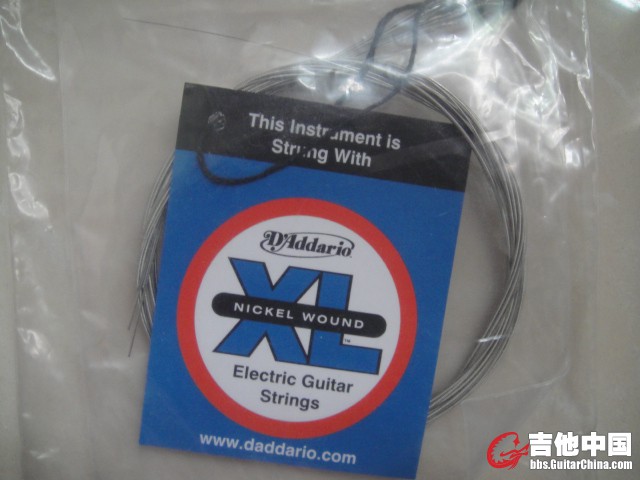 This Instrument is
Strung With
D'Addario
XL
NICKEL WOUND
™
Electric Guitar
Strings
www.daddario.com
吉他中国
bbs.GuitarChina.com